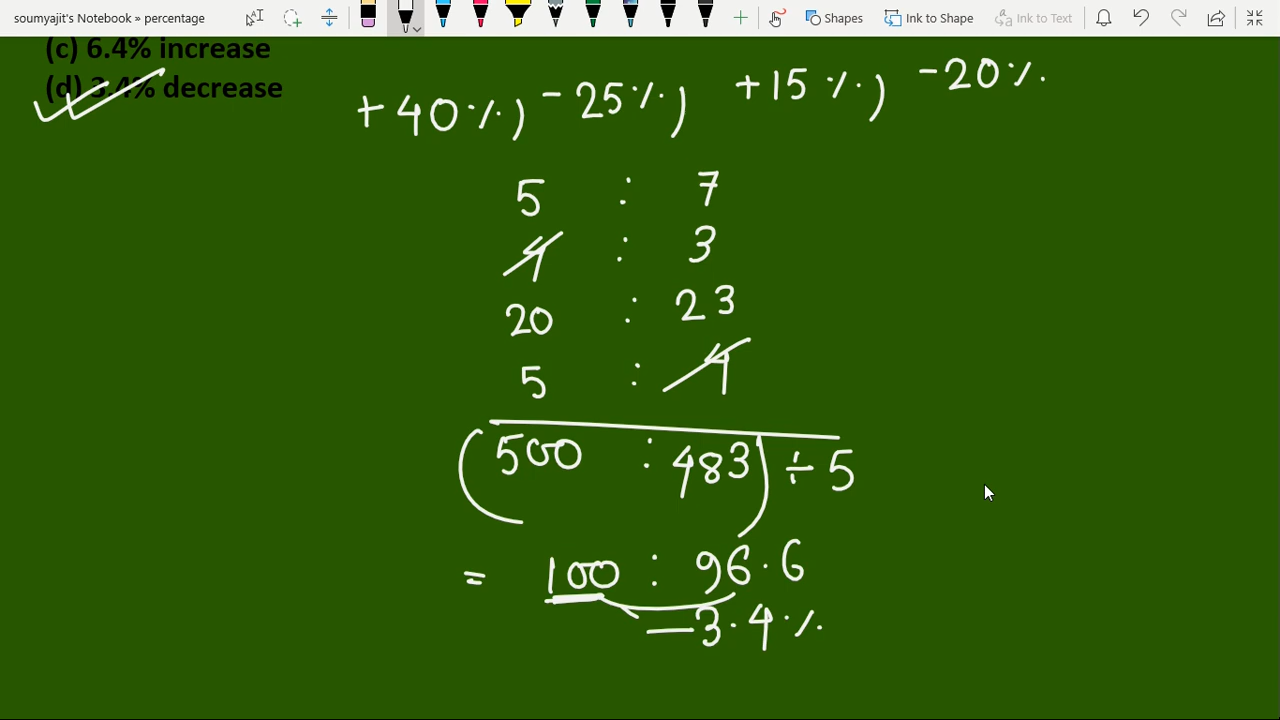 soumyajit's Notebook » percentage Shapes Ink to Shape Ink to Text
(c) 6.4% increase
(d) 3.4% decrease
+40%, -25%, +15%, -20%
5 : 7
4 : 3
20 : 23
5 : 4
(500 : 483) ÷ 5
= 100 : 96.6
-3.4%